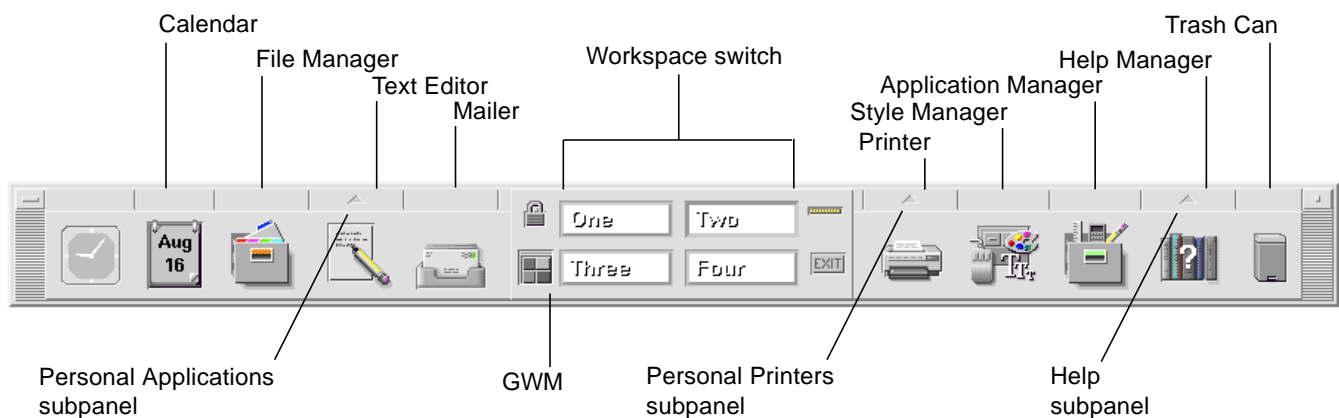 Calendar
Trash Can
File Manager
Workspace switch
Help Manager
Text Editor
Application Manager
Mailer
Style Manager
Printer
Aug
16
One
Two
Three
Four
EXIT
?
Personal Applications
subpanel
GWM
Personal Printers
subpanel
Help
subpanel